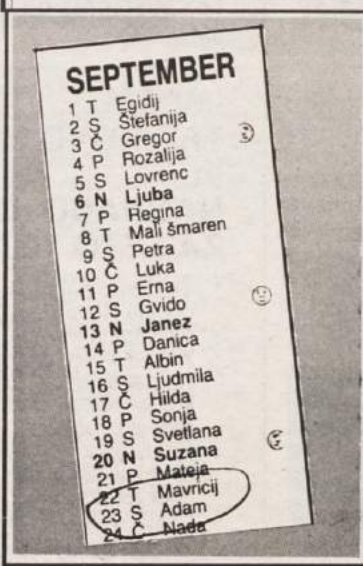 SEPTEMBER
1 T Egidij
2 S Štefanija
3 Č Gregor
4 P Rozalija
5 S Lovrenc
6 N Ljuba
7 P Regina
8 T Mali šmaren
9 S Petra
10 Č Luka
11 P Erna
12 S Gvido
13 N Janez
14 P Danica
15 T Albin
16 S Ljudmila
17 Č Hilda
18 P Sonja
19 S Svetlana
20 N Suzana
21 P Mateja
22 T Mavricij
23 S Adam
24 Č Nada